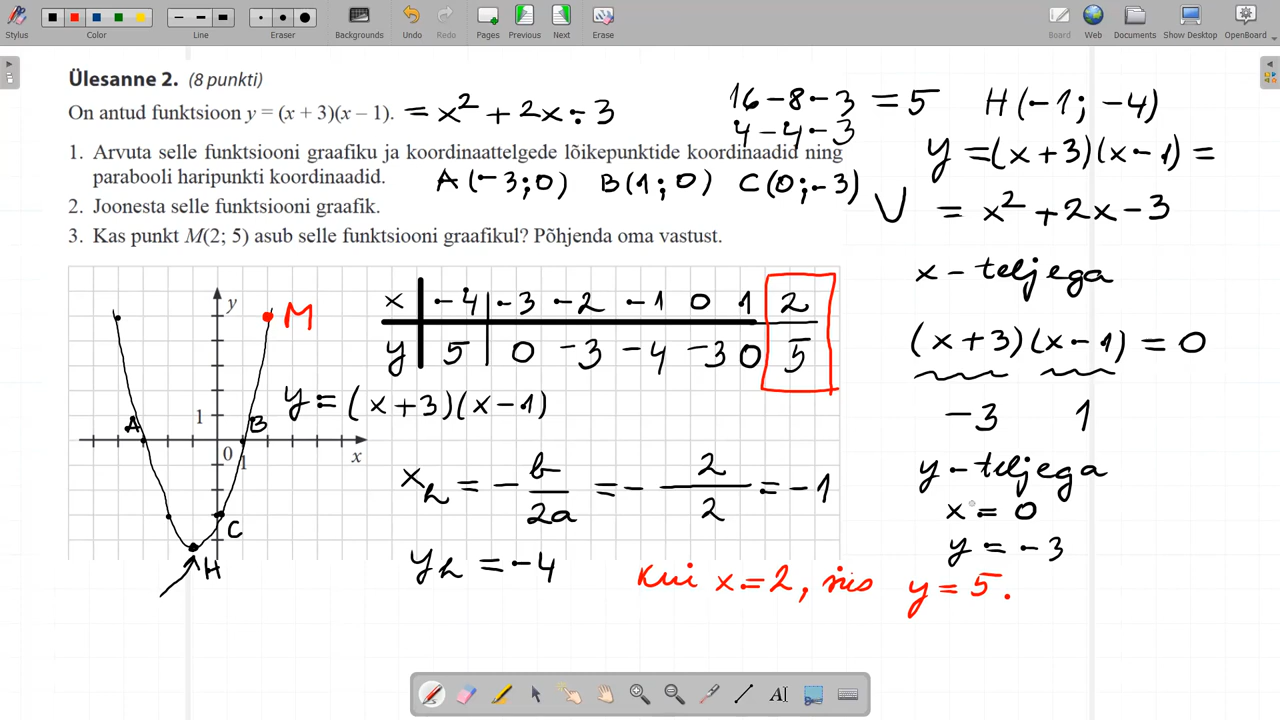 Stylus Color Line Eraser Backgrounds Undo Redo Pages Previous Next Erase Board Web Documents Show Desktop OpenBoard
Ülesanne 2. (8 punkti)
On antud funktsioon y = (x + 3)(x – 1). = x² + 2x - 3
1. Arvuta selle funktsiooni graafiku ja koordinaattelgede lõikepunktide koordinaadid ning
parabooli haripunkti koordinaadid. A(-3;0) B(1;0) C(0;-3)
2. Joonesta selle funktsiooni graafik.
3. Kas punkt M(2; 5) asub selle funktsiooni graafikul? Põhjenda oma vastust.
16-8-3 = 5
4-4-3
H(-1; -4)
y = (x+3)(x-1) =
V = x² + 2x - 3
x-teljega
(x+3)(x-1) = 0
-3 1
y-teljega
x = 0
y = -3
y
M
1
A
B
0
1
x
C
H
x -4 -3 -2 -1 0 1 2
y 5 0 -3 -4 -3 0 5
y = (x+3)(x-1)
xh = - b/2a = - 2/2 = -1
yh = -4
Kui x=2, siis y = 5.